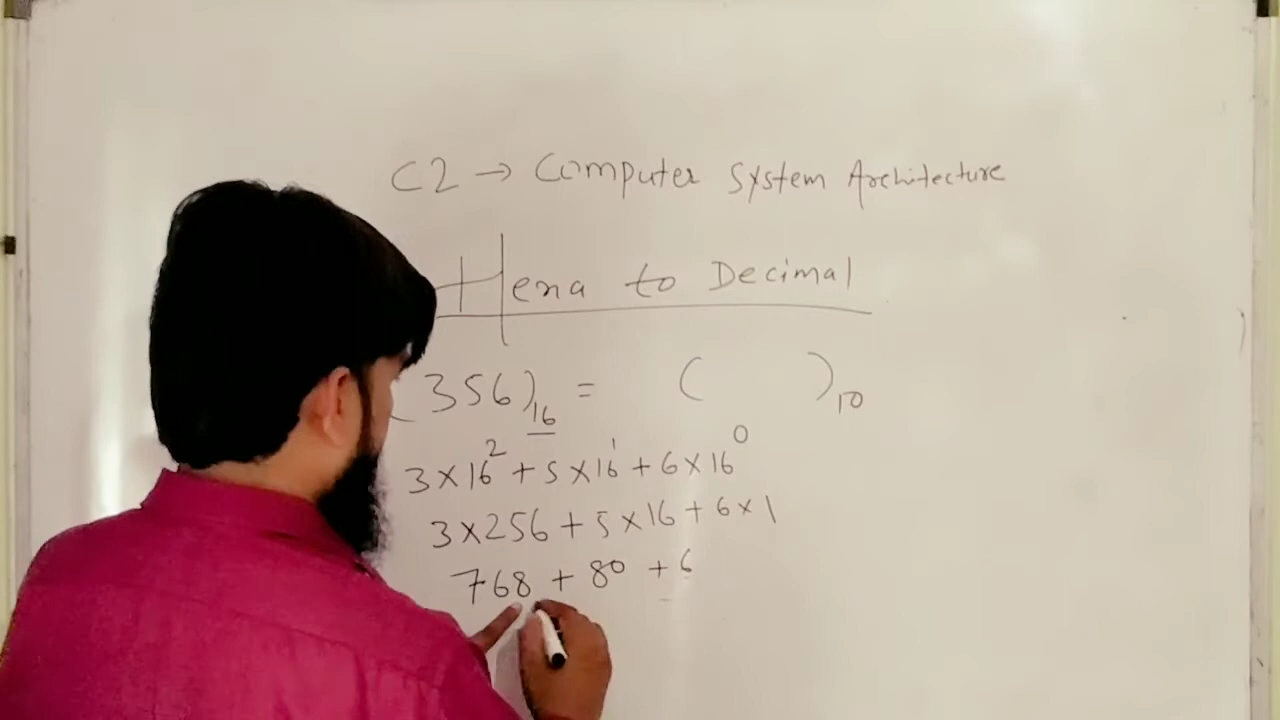 C2 → Computer System Architecture
Hexa to Decimal
(356)₁₆ = ( )₁₀
3×16² + 5×16¹ + 6×16⁰
3×256 + 5×16 + 6×1
768 + 80 + 6